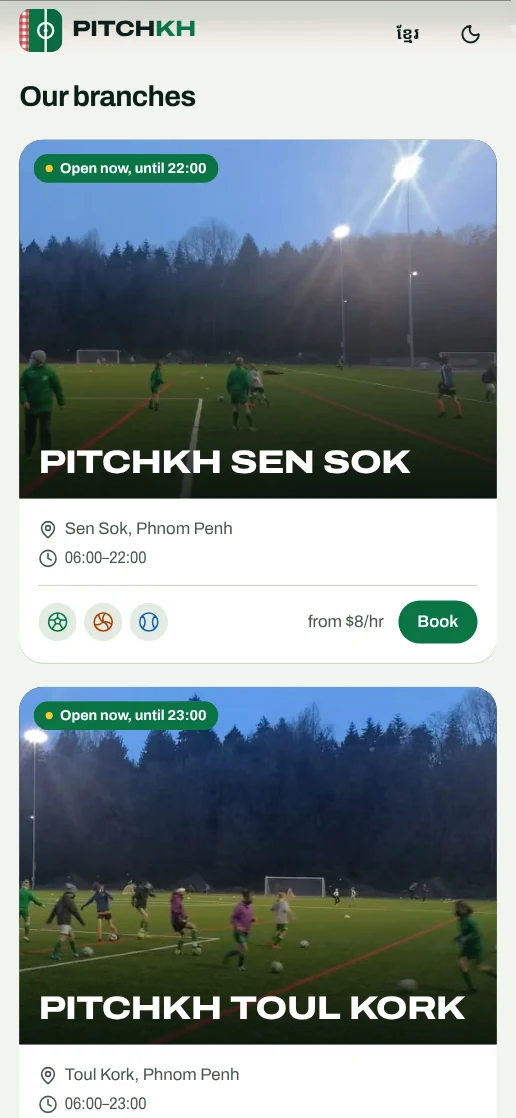 PITCHKH
ខ្មែរ
Our branches
Open now, until 22:00
PITCHKH SEN SOK
Sen Sok, Phnom Penh
06:00–22:00
from $8/hr
Book
Open now, until 23:00
PITCHKH TOUL KORK
Toul Kork, Phnom Penh
06:00–23:00